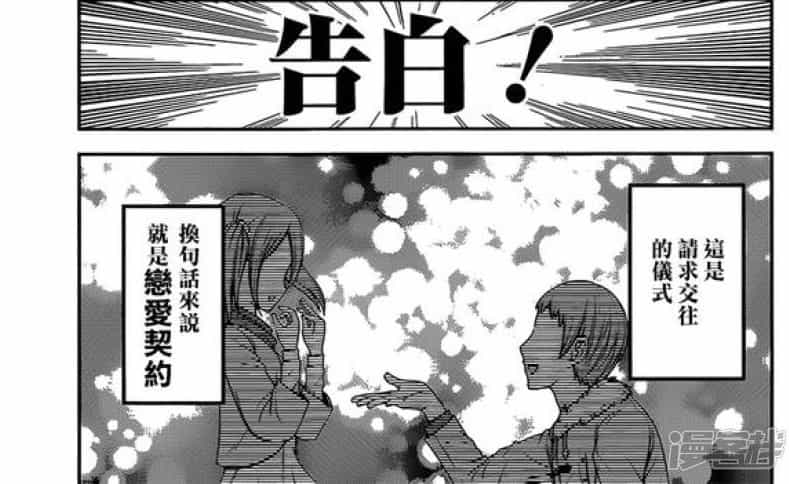 告白！
這是
請求交往
的儀式
換句話來說
就是戀愛契約
漫客栈